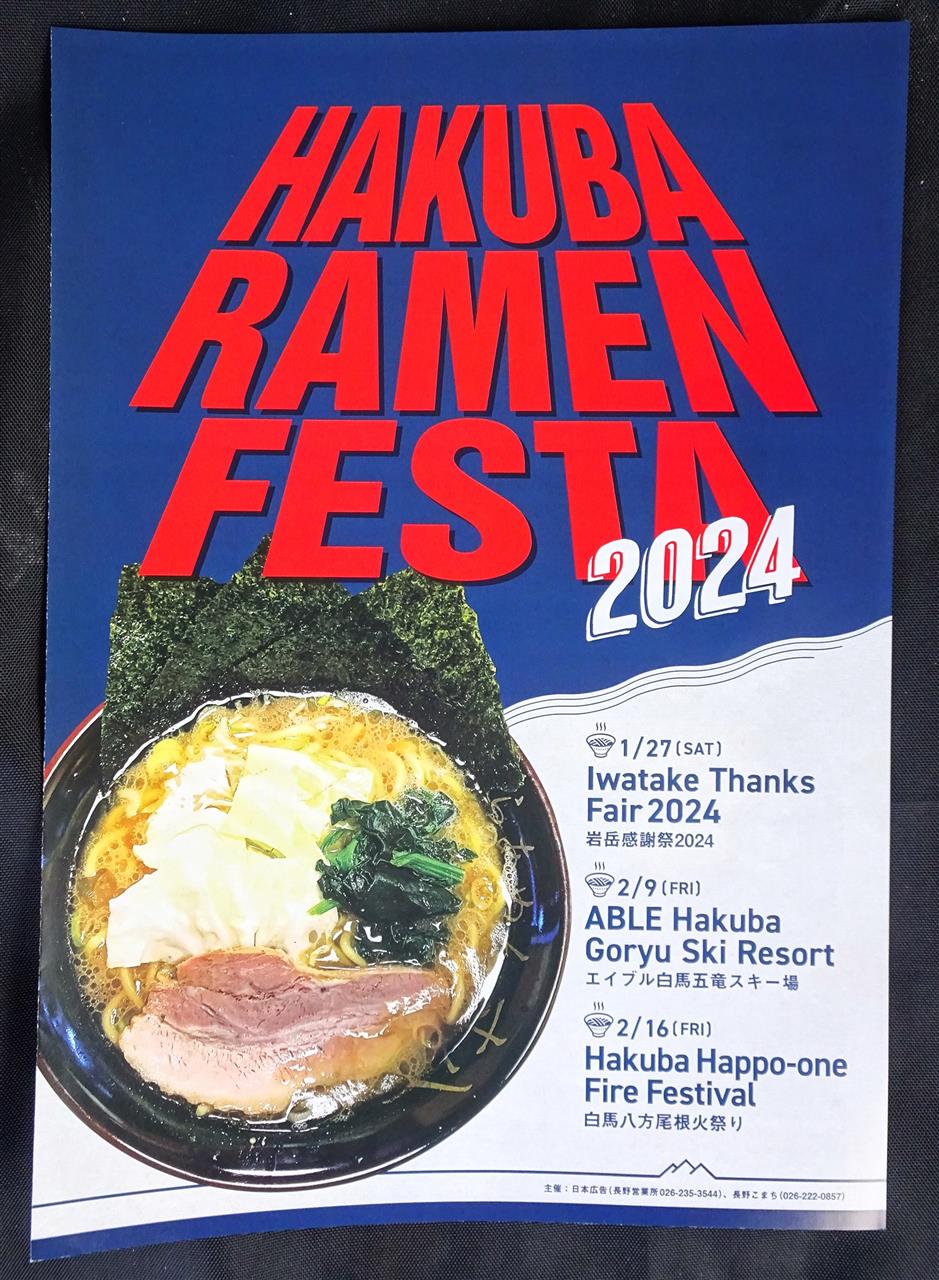 HAKUBA
RAMEN
FESTA
2024
1/27(SAT)
Iwatake Thanks
Fair 2024
岩岳感謝祭2024
2/9(FRI)
ABLE Hakuba
Goryu Ski Resort
エイブル白馬五竜スキー場
2/16(FRI)
Hakuba Happo-one
Fire Festival
白馬八方尾根火祭り
主催：日本広告(長野営業所026-235-3544)、長野こまち(026-222-0857)